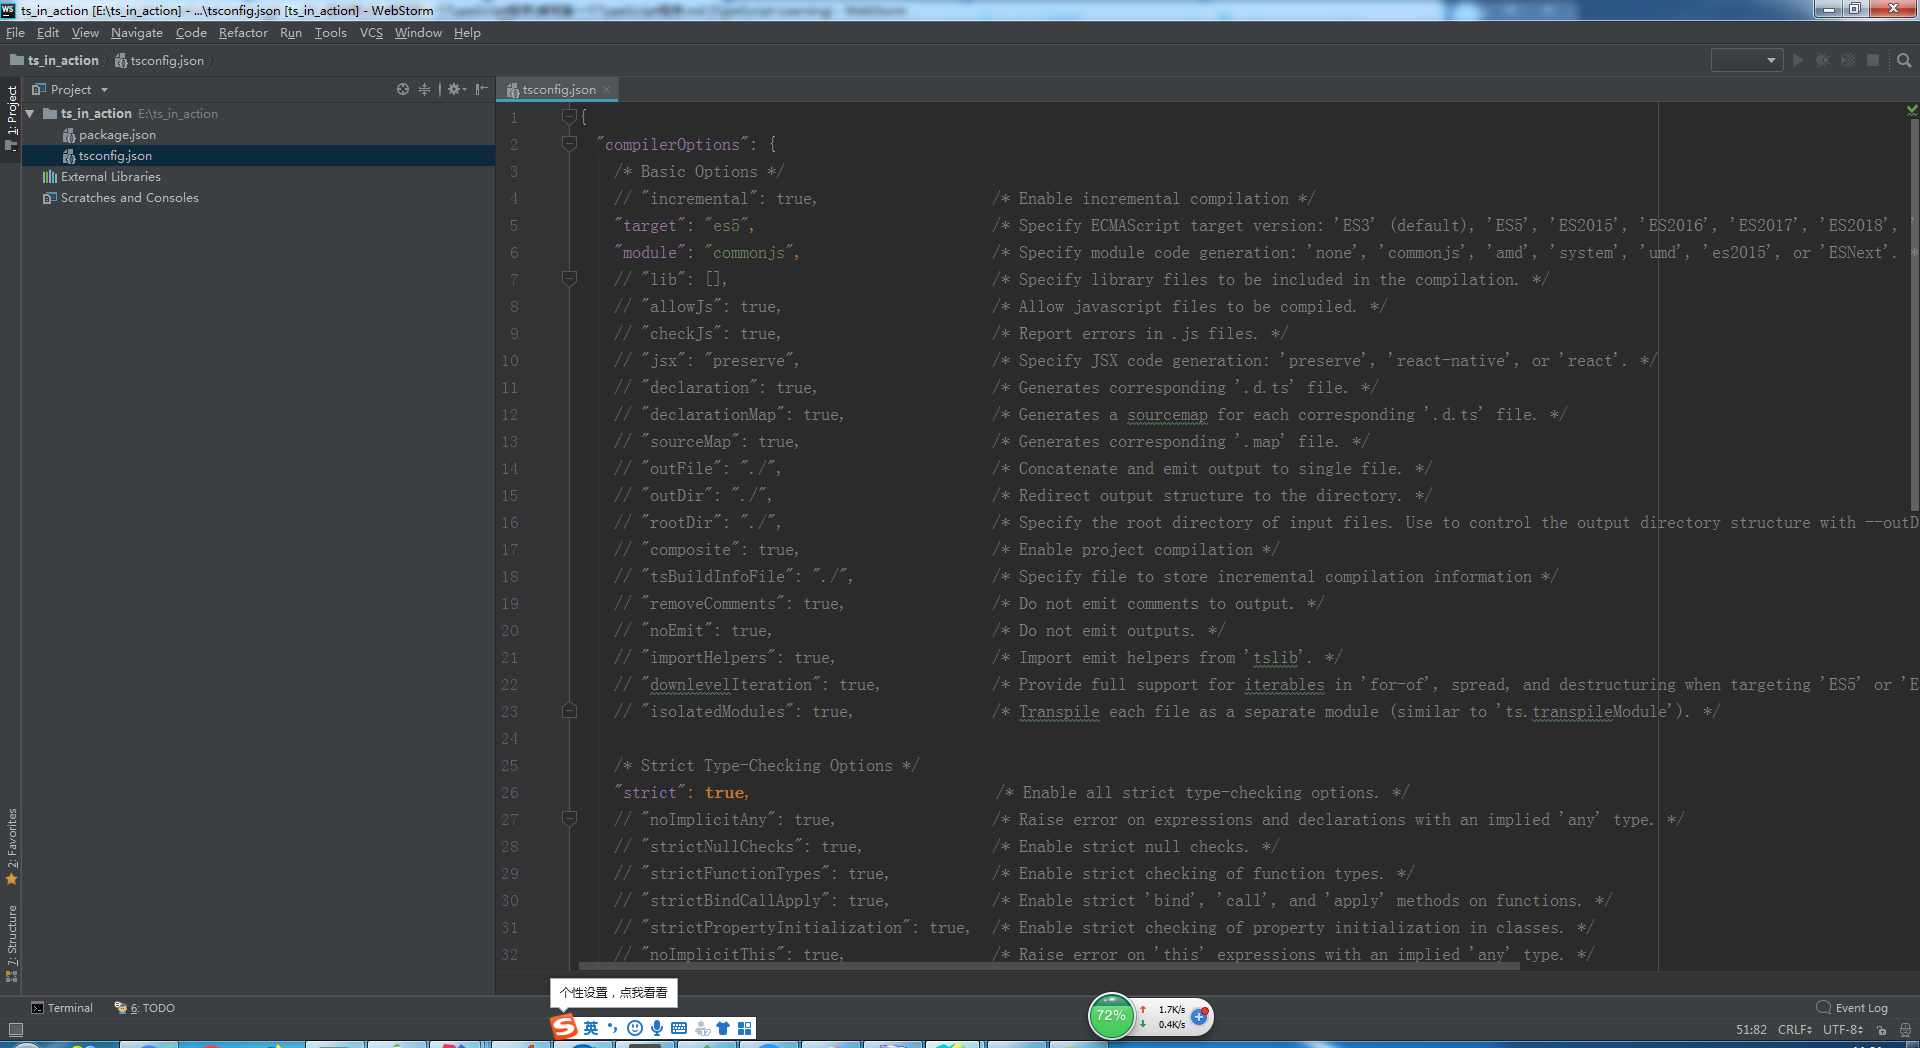 ts_in_action [E:\ts_in_action] - ...\tsconfig.json [ts_in_action] - WebStorm
File Edit View Navigate Code Refactor Run Tools VCS Window Help
ts_in_action tsconfig.json
Project
tsconfig.json
1: Project
ts_in_action E:\ts_in_action
package.json
tsconfig.json
External Libraries
Scratches and Consoles
2: Favorites
7: Structure
1 {
2 "compilerOptions": {
3 /* Basic Options */
4 // "incremental": true, /* Enable incremental compilation */
5 "target": "es5", /* Specify ECMAScript target version: 'ES3' (default), 'ES5', 'ES2015', 'ES2016', 'ES2017', 'ES2018', '
6 "module": "commonjs", /* Specify module code generation: 'none', 'commonjs', 'amd', 'system', 'umd', 'es2015', or 'ESNext'. *
7 // "lib": [], /* Specify library files to be included in the compilation. */
8 // "allowJs": true, /* Allow javascript files to be compiled. */
9 // "checkJs": true, /* Report errors in .js files. */
10 // "jsx": "preserve", /* Specify JSX code generation: 'preserve', 'react-native', or 'react'. */
11 // "declaration": true, /* Generates corresponding '.d.ts' file. */
12 // "declarationMap": true, /* Generates a sourcemap for each corresponding '.d.ts' file. */
13 // "sourceMap": true, /* Generates corresponding '.map' file. */
14 // "outFile": "./", /* Concatenate and emit output to single file. */
15 // "outDir": "./", /* Redirect output structure to the directory. */
16 // "rootDir": "./", /* Specify the root directory of input files. Use to control the output directory structure with --outD
17 // "composite": true, /* Enable project compilation */
18 // "tsBuildInfoFile": "./", /* Specify file to store incremental compilation information */
19 // "removeComments": true, /* Do not emit comments to output. */
20 // "noEmit": true, /* Do not emit outputs. */
21 // "importHelpers": true, /* Import emit helpers from 'tslib'. */
22 // "downlevelIteration": true, /* Provide full support for iterables in 'for-of', spread, and destructuring when targeting 'ES5' or 'E
23 // "isolatedModules": true, /* Transpile each file as a separate module (similar to 'ts.transpileModule'). */
24
25 /* Strict Type-Checking Options */
26 "strict": true, /* Enable all strict type-checking options. */
27 // "noImplicitAny": true, /* Raise error on expressions and declarations with an implied 'any' type. */
28 // "strictNullChecks": true, /* Enable strict null checks. */
29 // "strictFunctionTypes": true, /* Enable strict checking of function types. */
30 // "strictBindCallApply": true, /* Enable strict 'bind', 'call', and 'apply' methods on functions. */
31 // "strictPropertyInitialization": true, /* Enable strict checking of property initialization in classes. */
32 // "noImplicitThis": true, /* Raise error on 'this' expressions with an implied 'any' type. */
个性设置，点我看看
Terminal 6: TODO
Event Log
英
72% 1.7K/s
0.4K/s
51:82 CRLF UTF-8